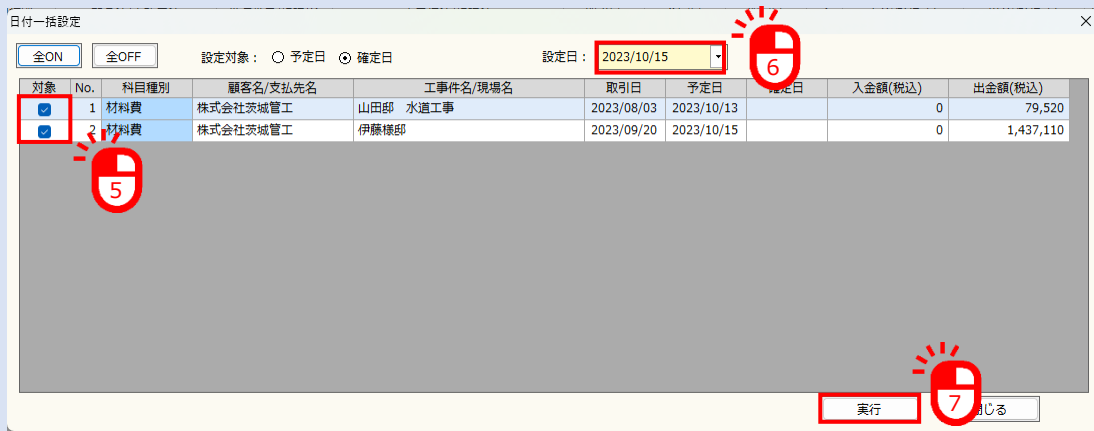 日付一括設定
全ON 全OFF 設定対象： 予定日 確定日 設定日： 2023/10/15
6
対象 No. 科目種別 顧客名/支払先名 工事件名/現場名 取引日 予定日 確定日 入金額(税込) 出金額(税込)
1 材料費 株式会社茨城管工 山田邸 水道工事 2023/08/03 2023/10/13 0 79,520
2 材料費 株式会社茨城管工 伊藤様邸 2023/09/20 2023/10/15 0 1,437,110
5
実行 7 じる